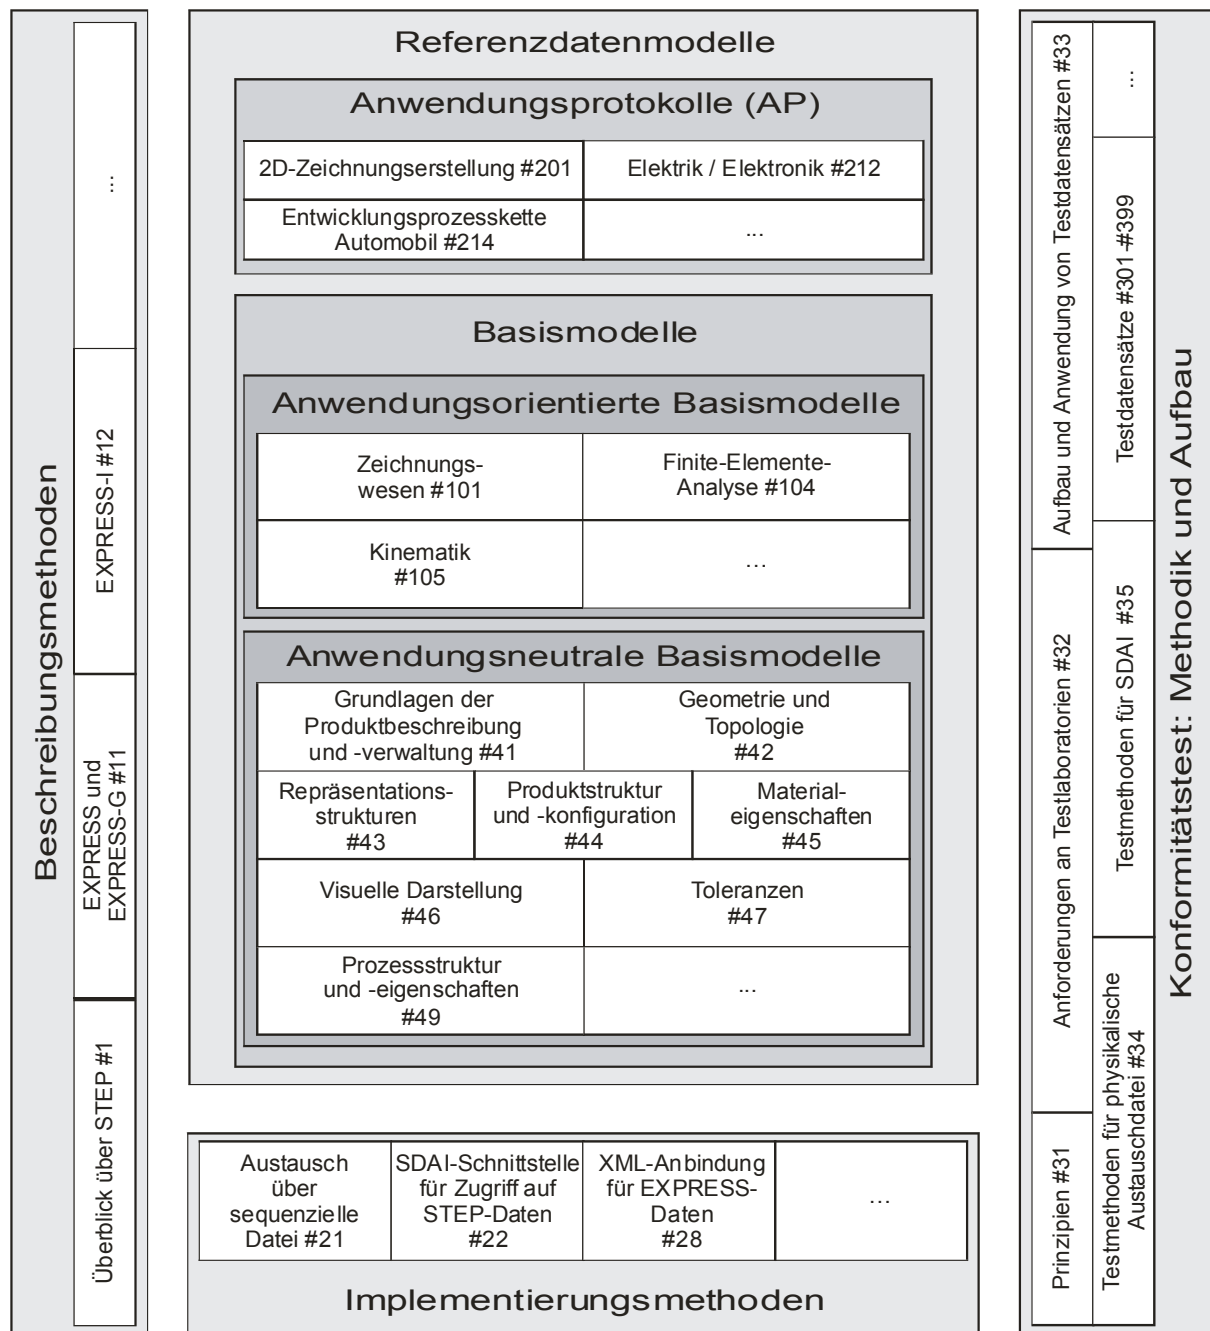 Beschreibungsmethoden
...
EXPRESS-I #12
EXPRESS und
EXPRESS-G #11
Überblick über STEP #1
Referenzdatenmodelle
Anwendungsprotokolle (AP)
2D-Zeichnungserstellung #201
Elektrik / Elektronik #212
Entwicklungsprozesskette
Automobil #214
...
Basismodelle
Anwendungsorientierte Basismodelle
Zeichnungs-
wesen #101
Finite-Elemente-
Analyse #104
Kinematik
#105
...
Anwendungsneutrale Basismodelle
Grundlagen der
Produktbeschreibung
und -verwaltung #41
Geometrie und
Topologie
#42
Repräsentations-
strukturen
#43
Produktstruktur
und -konfiguration
#44
Material-
eigenschaften
#45
Visuelle Darstellung
#46
Toleranzen
#47
Prozessstruktur
und -eigenschaften
#49
...
Austausch
über
sequenzielle
Datei #21
SDAI-Schnittstelle
für Zugriff auf
STEP-Daten
#22
XML-Anbindung
für EXPRESS-
Daten
#28
...
Implementierungsmethoden
Aufbau und Anwendung von Testdatensätzen #33
Anforderungen an Testlaboratorien #32
Prinzipien #31
...
Testdatensätze #301-#399
Testmethoden für SDAI #35
Testmethoden für physikalische
Austauschdatei #34
Konformitätstest: Methodik und Aufbau